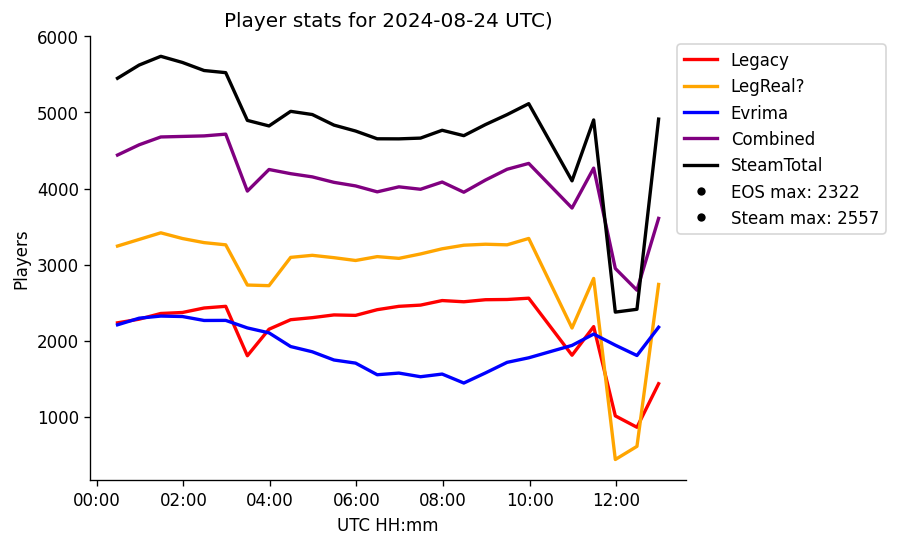 Player stats for 2024-08-24 UTC)
6000
5000
4000
3000
2000
1000
Players
00:00 02:00 04:00 06:00 08:00 10:00 12:00
UTC HH:mm
Legacy
LegReal?
Evrima
Combined
SteamTotal
EOS max: 2322
Steam max: 2557